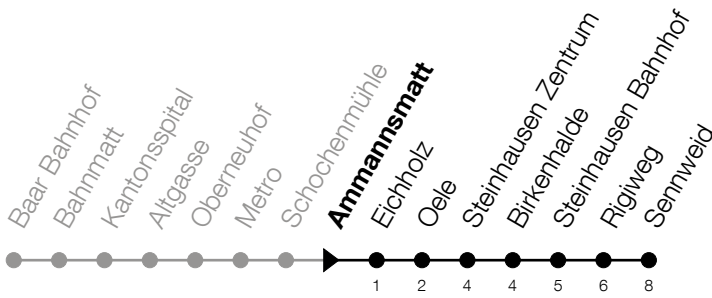 Baar Bahnhof
Bahnmatt
Kantonsspital
Altgasse
Oberneuhof
Metro
Schochenmühle
Ammannsmatt
Eichholz
Oele
Steinhausen Zentrum
Birkenhalde
Steinhausen Bahnhof
Rigiweg
Sennweid
1 2 4 4 5 6 8